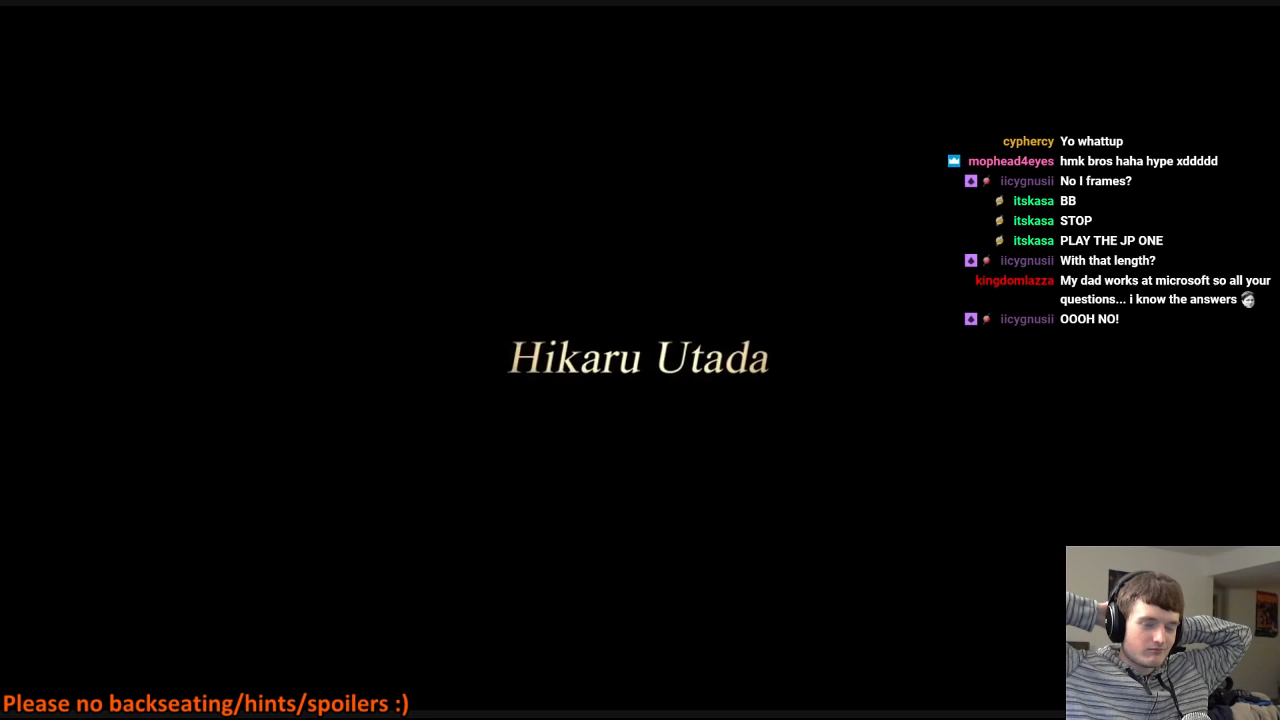 cyphercy Yo whattup
mophead4eyes hmk bros haha hype xddddd
iicygnusii No I frames?
itskasa BB
itskasa STOP
itskasa PLAY THE JP ONE
iicygnusii With that length?
kingdomlazza My dad works at microsoft so all your
questions... i know the answers
iicygnusii OOOH NO!
Hikaru Utada
Please no backseating/hints/spoilers :)